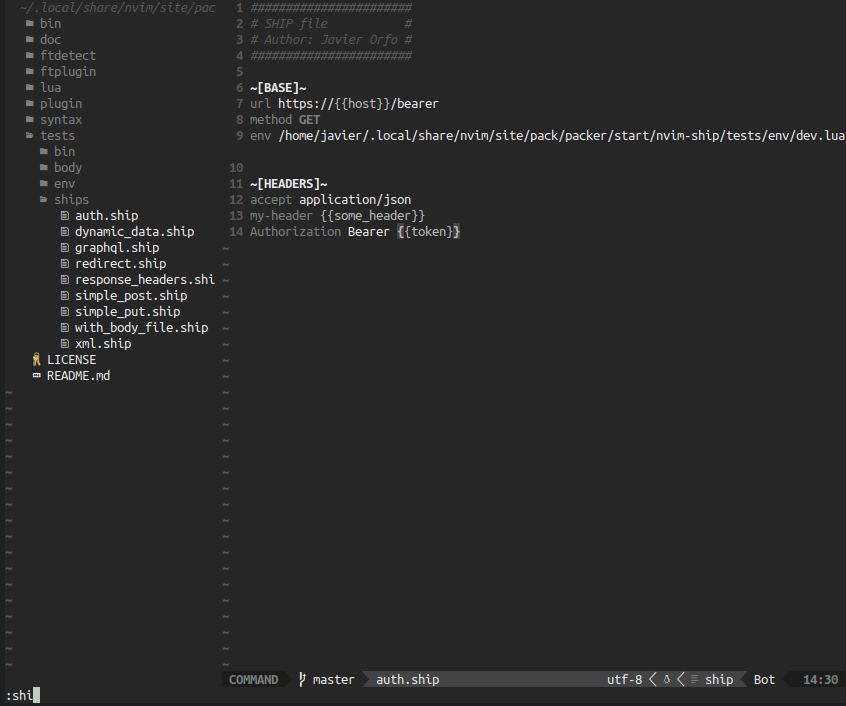 ~/.local/share/nvim/site/pac
bin
doc
ftdetect
ftplugin
lua
plugin
syntax
tests
bin
body
env
ships
auth.ship
dynamic_data.ship
graphql.ship
redirect.ship
response_headers.shi
simple_post.ship
simple_put.ship
with_body_file.ship
xml.ship
LICENSE
README.md
1 #######################
2 # SHIP file           #
3 # Author: Javier Orfo #
4 #######################
5
6 ~[BASE]~
7 url https://{{host}}/bearer
8 method GET
9 env /home/javier/.local/share/nvim/site/pack/packer/start/nvim-ship/tests/env/dev.lua
10
11 ~[HEADERS]~
12 accept application/json
13 my-header {{some_header}}
14 Authorization Bearer {{token}}
COMMAND master auth.ship utf-8 ship Bot 14:30
:shi